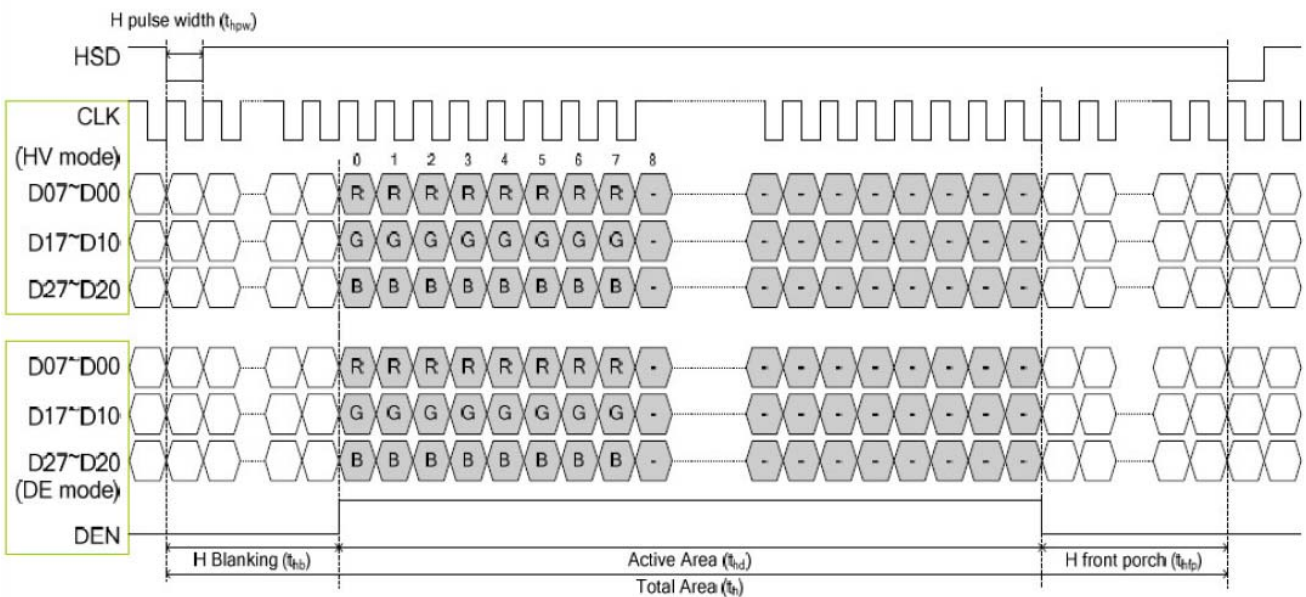 H pulse width (thpw)
HSD
CLK
(HV mode)
0 1 2 3 4 5 6 7 8
D07~D00 R R R R R R R R - - - - - - - - -
D17~D10 G G G G G G G G - - - - - - - - -
D27~D20 B B B B B B B B - - - - - - - - -
D07~D00 R R R R R R R R - - - - - - - - -
D17~D10 G G G G G G G G - - - - - - - - -
D27~D20 B B B B B B B B - - - - - - - - -
(DE mode)
DEN
H Blanking (thb) Active Area (thd) H front porch (thfp)
Total Area (th)